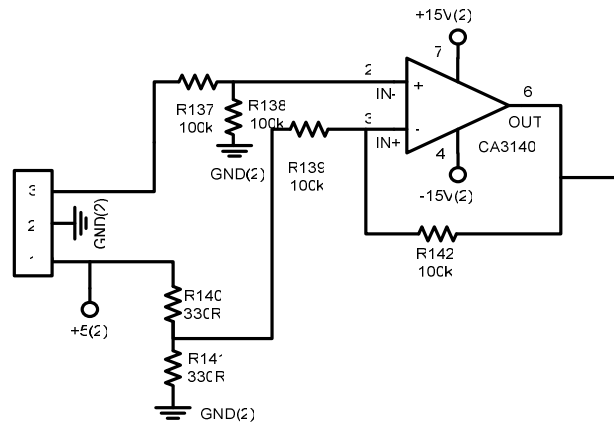 +15V(2)
7
2
6
IN-
+
R137
100k
R138
100k
3
IN+
-
OUT
R139
100k
4
CA3140
GND(2)
-15V(2)
3
2
1
GND(2)
R142
100k
R140
330R
+5(2)
R141
330R
GND(2)